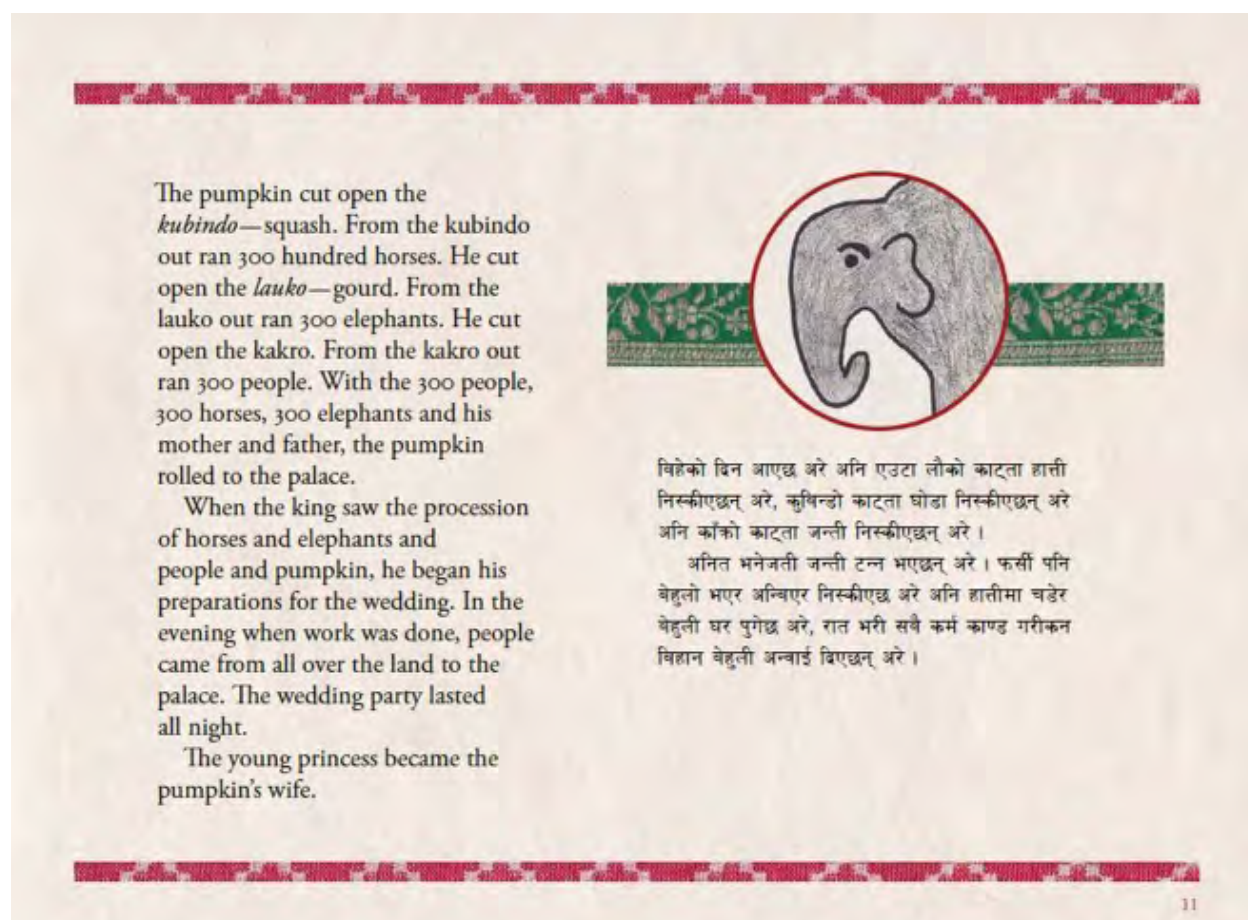 The pumpkin cut open the
kubindo—squash. From the kubindo
out ran 300 hundred horses. He cut
open the lauko—gourd. From the
lauko out ran 300 elephants. He cut
open the kakro. From the kakro out
ran 300 people. With the 300 people,
300 horses, 300 elephants and his
mother and father, the pumpkin
rolled to the palace.
When the king saw the procession
of horses and elephants and
people and pumpkin, he began his
preparations for the wedding. In the
evening when work was done, people
came from all over the land to the
palace. The wedding party lasted
all night.
The young princess became the
pumpkin's wife.
विहेको दिन आएछ अरे अनि एउटा लौको काट्ता हात्ती
निस्कीएछन् अरे, कुविन्डो काट्ता घोडा निस्कीएछन् अरे
अनि काँक्रो काट्ता जन्ती निस्कीएछन् अरे ।
अनित भनेजती जन्ती टन्न भएछन् अरे । फर्सी पनि
बेहुलो भएर अन्विएर निस्कीएछ अरे अनि हात्तीमा चडेर
बेहुली घर पुगेछ अरे, रात भरी सबै कर्म काण्ड गरीकन
विहान बेहुली अन्वाई दिएछन् अरे ।
11